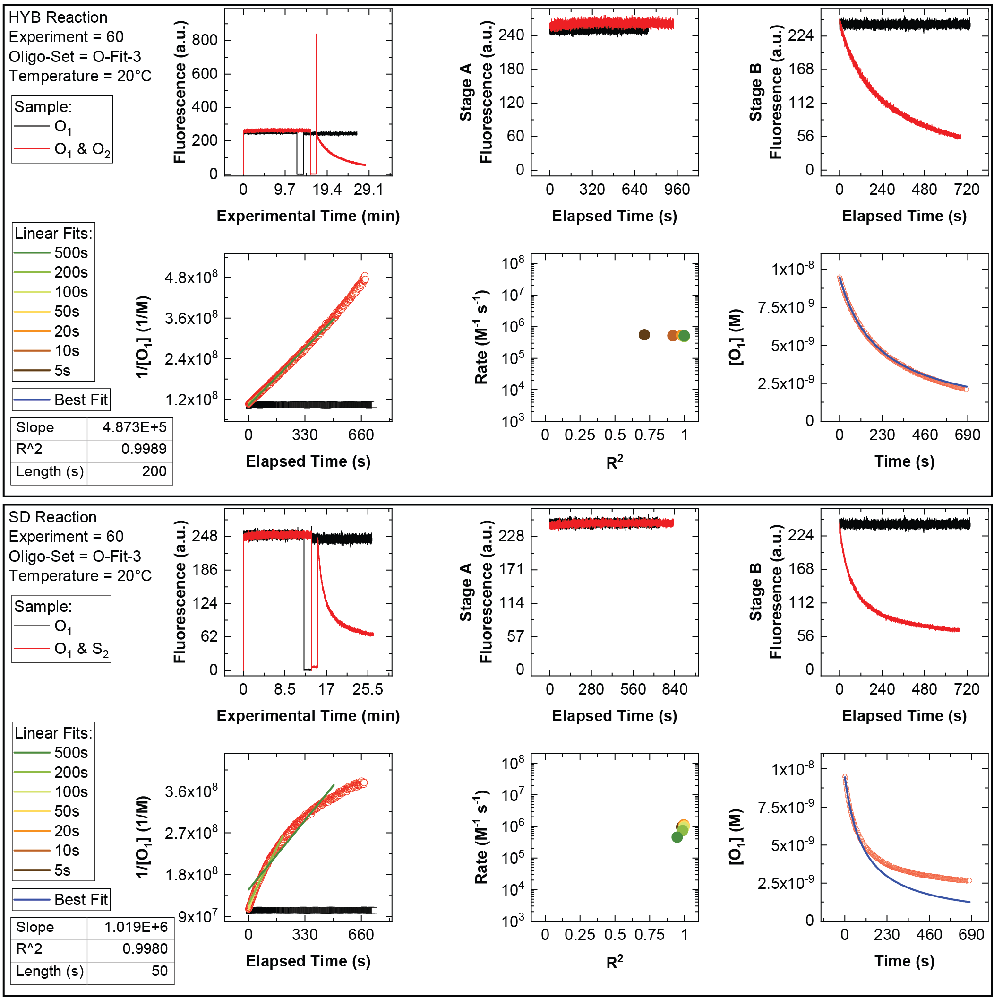 HYB Reaction
Experiment = 60
Oligo-Set = O-Fit-3
Temperature = 20°C
Sample:
O1
O1 & O2
Fluorescence (a.u.)
800
600
400
200
0
0 9.7 19.4 29.1
Experimental Time (min)
Stage A
Fluorescence (a.u.)
240
180
120
60
0
0 320 640 960
Elapsed Time (s)
Stage B
Fluoresence (a.u.)
224
168
112
56
0
0 240 480 720
Elapsed Time (s)
Linear Fits:
500s
200s
100s
50s
20s
10s
5s
Best Fit
Slope 4.873E+5
R^2 0.9989
Length (s) 200
1/[O1] (1/M)
4.8x10^8
3.6x10^8
2.4x10^8
1.2x10^8
0 330 660
Elapsed Time (s)
Rate (M^-1 s^-1)
10^8
10^7
10^6
10^5
10^4
10^3
0 0.25 0.5 0.75 1
R^2
[O1] (M)
1x10^-8
7.5x10^-9
5x10^-9
2.5x10^-9
0
0 230 460 690
Time (s)
SD Reaction
Experiment = 60
Oligo-Set = O-Fit-3
Temperature = 20°C
Sample:
O1
O1 & S2
Fluorescence (a.u.)
248
186
124
62
0
0 8.5 17 25.5
Experimental Time (min)
Stage A
Fluorescence (a.u.)
228
171
114
57
0
0 280 560 840
Elapsed Time (s)
Stage B
Fluoresence (a.u.)
224
168
112
56
0
0 240 480 720
Elapsed Time (s)
Linear Fits:
500s
200s
100s
50s
20s
10s
5s
Best Fit
Slope 1.019E+6
R^2 0.9980
Length (s) 50
1/[O1] (1/M)
3.6x10^8
2.7x10^8
1.8x10^8
9x10^7
0 330 660
Elapsed Time (s)
Rate (M^-1 s^-1)
10^8
10^7
10^6
10^5
10^4
10^3
0 0.25 0.5 0.75 1
R^2
[O1] (M)
1x10^-8
7.5x10^-9
5x10^-9
2.5x10^-9
0
0 230 460 690
Time (s)